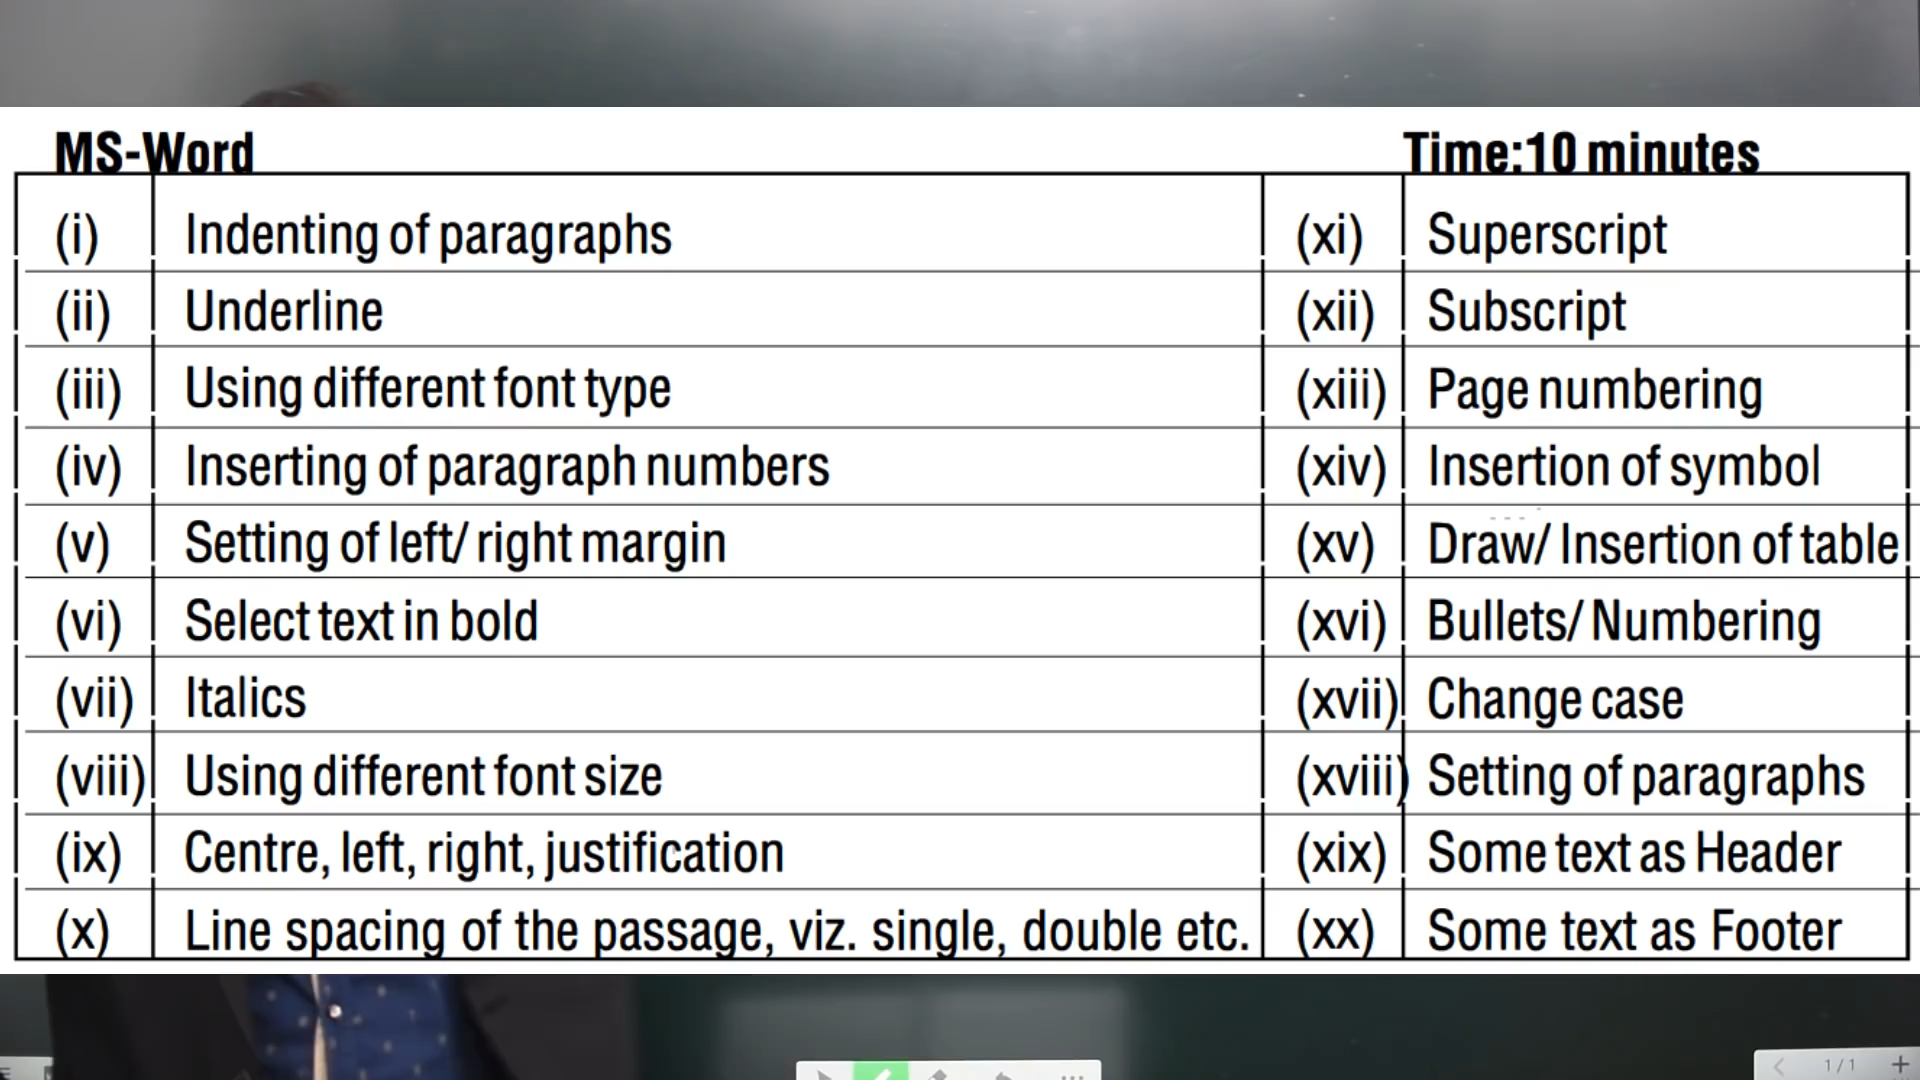 MS-Word Time:10 minutes
(i) Indenting of paragraphs (xi) Superscript
(ii) Underline (xii) Subscript
(iii) Using different font type (xiii) Page numbering
(iv) Inserting of paragraph numbers (xiv) Insertion of symbol
(v) Setting of left/ right margin (xv) Draw/ Insertion of table
(vi) Select text in bold (xvi) Bullets/ Numbering
(vii) Italics (xvii) Change case
(viii) Using different font size (xviii) Setting of paragraphs
(ix) Centre, left, right, justification (xix) Some text as Header
(x) Line spacing of the passage, viz. single, double etc. (xx) Some text as Footer
1/1